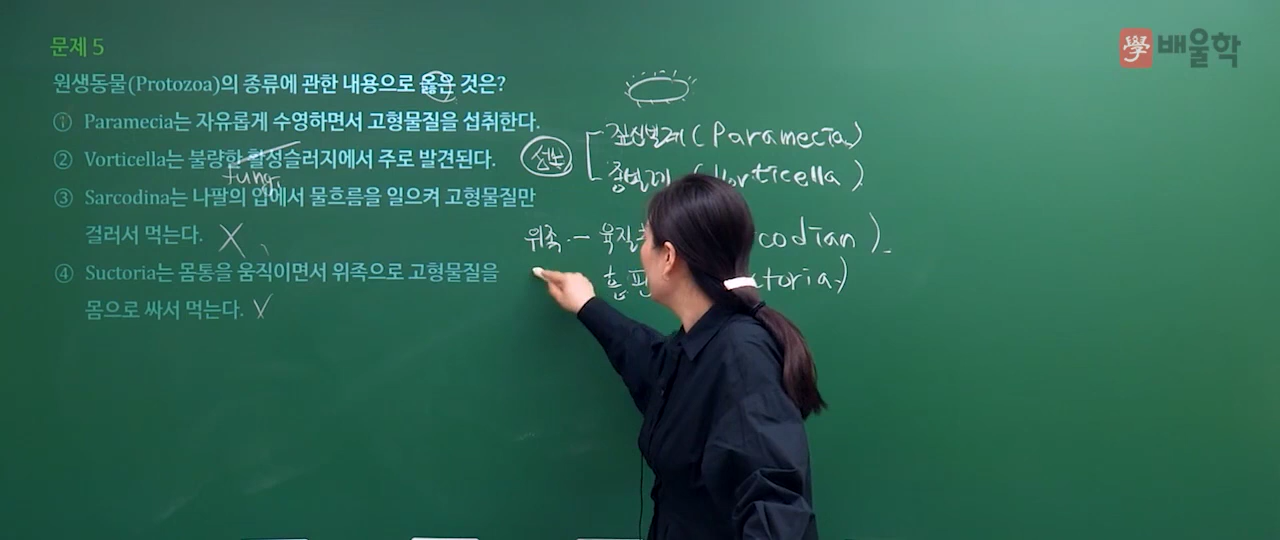 學 배울학
문제 5
원생동물(Protozoa)의 종류에 관한 내용으로 옳은 것은?
① Paramecia는 자유롭게 수영하면서 고형물질을 섭취한다.
② Vorticella는 불량한 활성슬러지에서 주로 발견된다.
fungi
③ Sarcodina는 나팔의 입에서 물흐름을 일으켜 고형물질만
걸러서 먹는다. X
④ Suctoria는 몸통을 움직이면서 위족으로 고형물질을
몸으로 싸서 먹는다.
섬모
짚신벌레 (Paramecia)
종벌레 (Vorticella)
위족 - 육질 codian)
흡 toria)